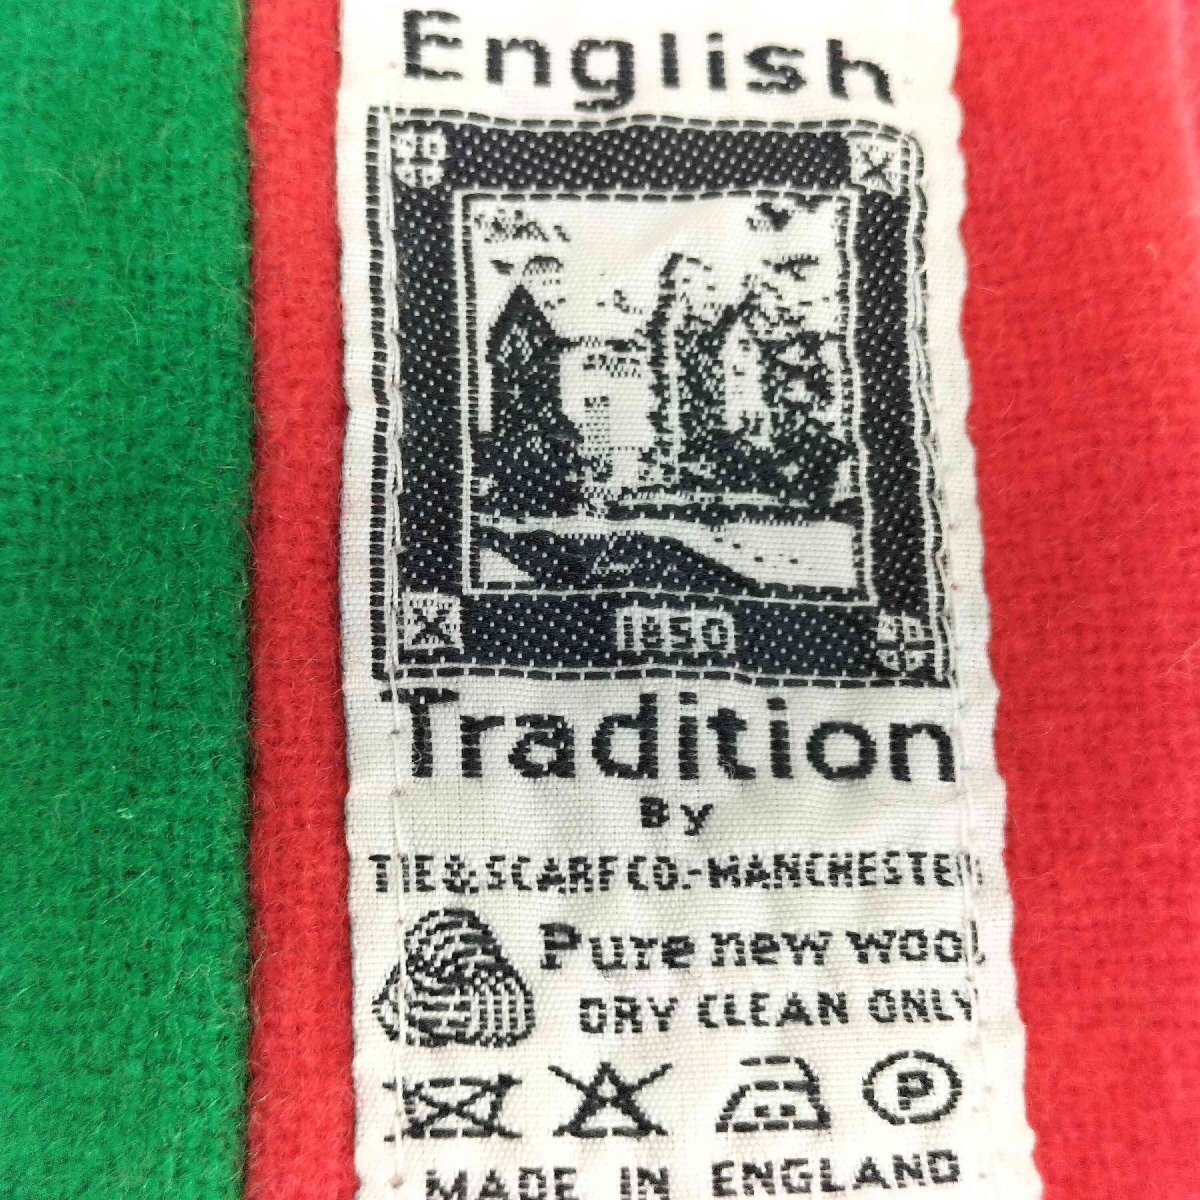 English
1850
Tradition
By
TIE & SCARF CO.-MANCHESTER
Pure new wool
DRY CLEAN ONLY
P
MADE IN ENGLAND